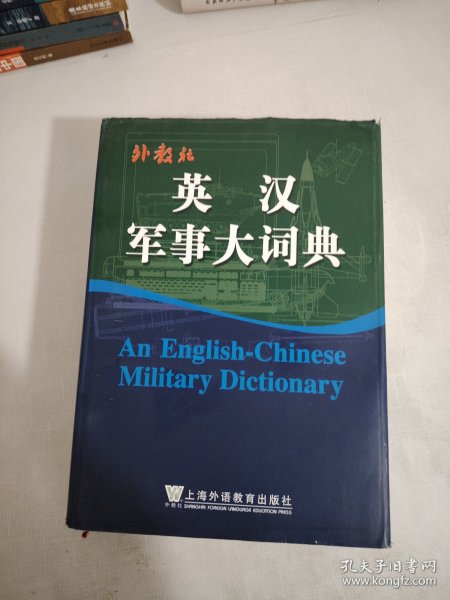 外教社
英 汉
军事大词典
An English-Chinese
Military Dictionary
上海外语教育出版社
外教社 SHANGHAI FOREIGN LANGUAGE EDUCATION PRESS
孔夫子旧书网
www.kongfz.com